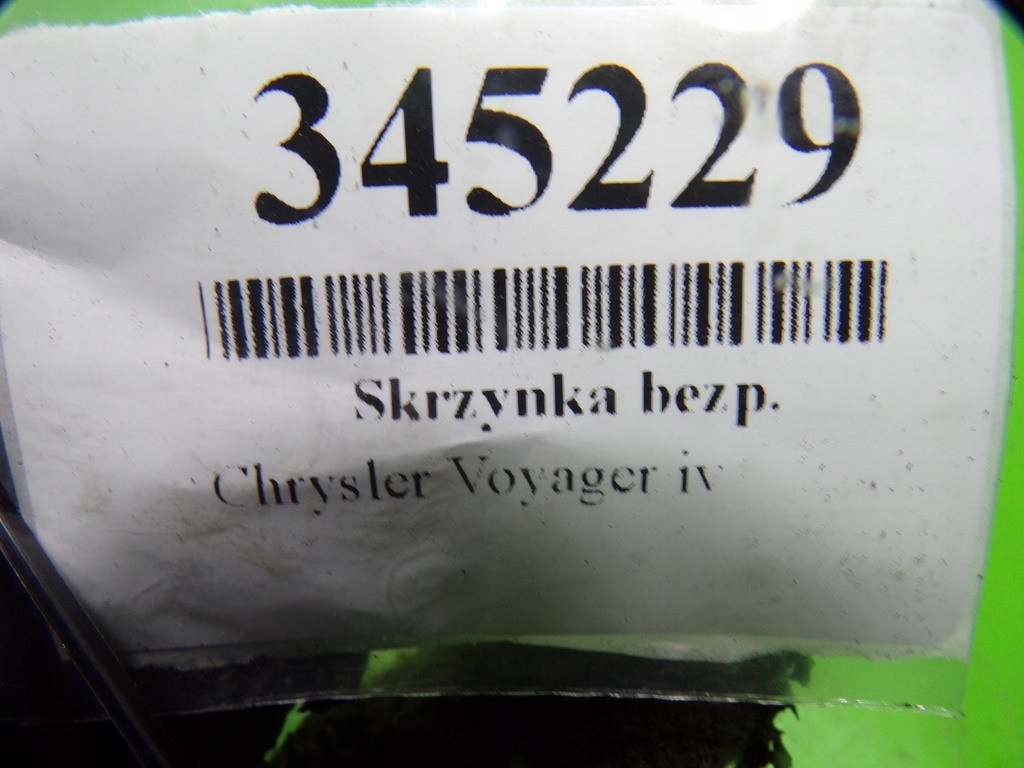 345229
Skrzynka bezp.
Chrysler Voyager iv